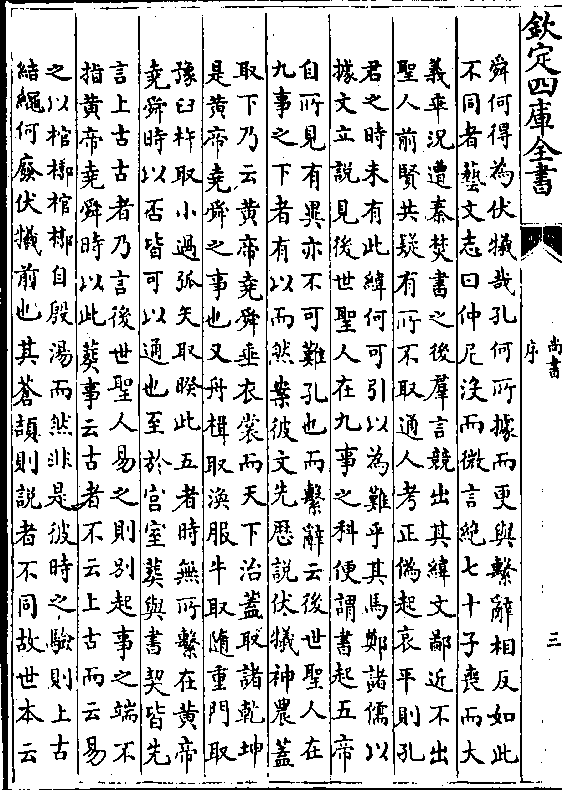 欽定四庫全書
尚書
序
三
舜何得為伏犧哉孔何所據而更與繫辭相反如此
不同者藝文志曰仲尼沒而微言絶七十子喪而大
義乖況遭秦焚書之後羣言競出其緯文鄙近不出
聖人前賢共疑有所不取通人考正偽起哀平則孔
君之時未有此緯何可引以為難乎其馬鄭諸儒以
據文立説見後世聖人在九事之科便謂書起五帝
自所見有異亦不可難孔也而繫辭云後世聖人在
九事之下者有以而然案彼文先歷説伏犧神農蓋
取下乃云黃帝堯舜垂衣裳而天下治蓋取諸乾坤
是黃帝堯舜之事也又舟楫取渙服牛取隨重門取
豫臼杵取小過弧矢取睽此五者時無所繫在黃帝
堯舜時以否皆可以通也至於宫室葬與書契皆先
言上古古者乃言後世聖人易之則别起事之端不
指黃帝堯舜時以此葬事云古者不云上古而云易
之以棺槨棺槨自殷湯而然非是彼時之驗則上古
結繩何廢伏犧前也其蒼頡則説者不同故世本云